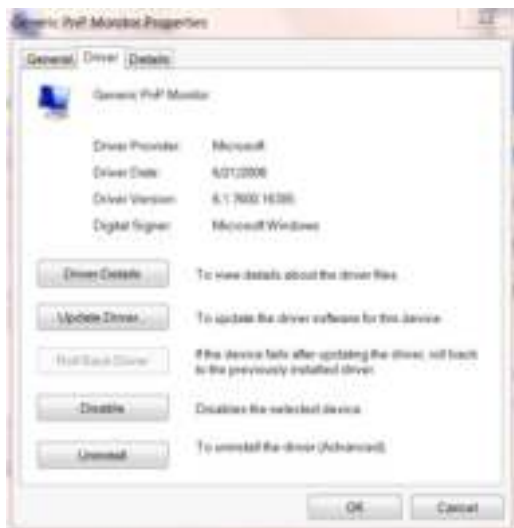 Generic PnP Monitor Properties
General Driver Details
Generic PnP Monitor
Driver Provider: Microsoft
Driver Date: 6/21/2006
Driver Version: 6.1.7600.16385
Digital Signer: Microsoft Windows
Driver Details To view details about the driver files.
Update Driver... To update the driver software for this device.
Roll Back Driver If the device fails after updating the driver, roll back
to the previously installed driver.
Disable Disables the selected device.
Uninstall To uninstall the driver (Advanced).
OK Cancel